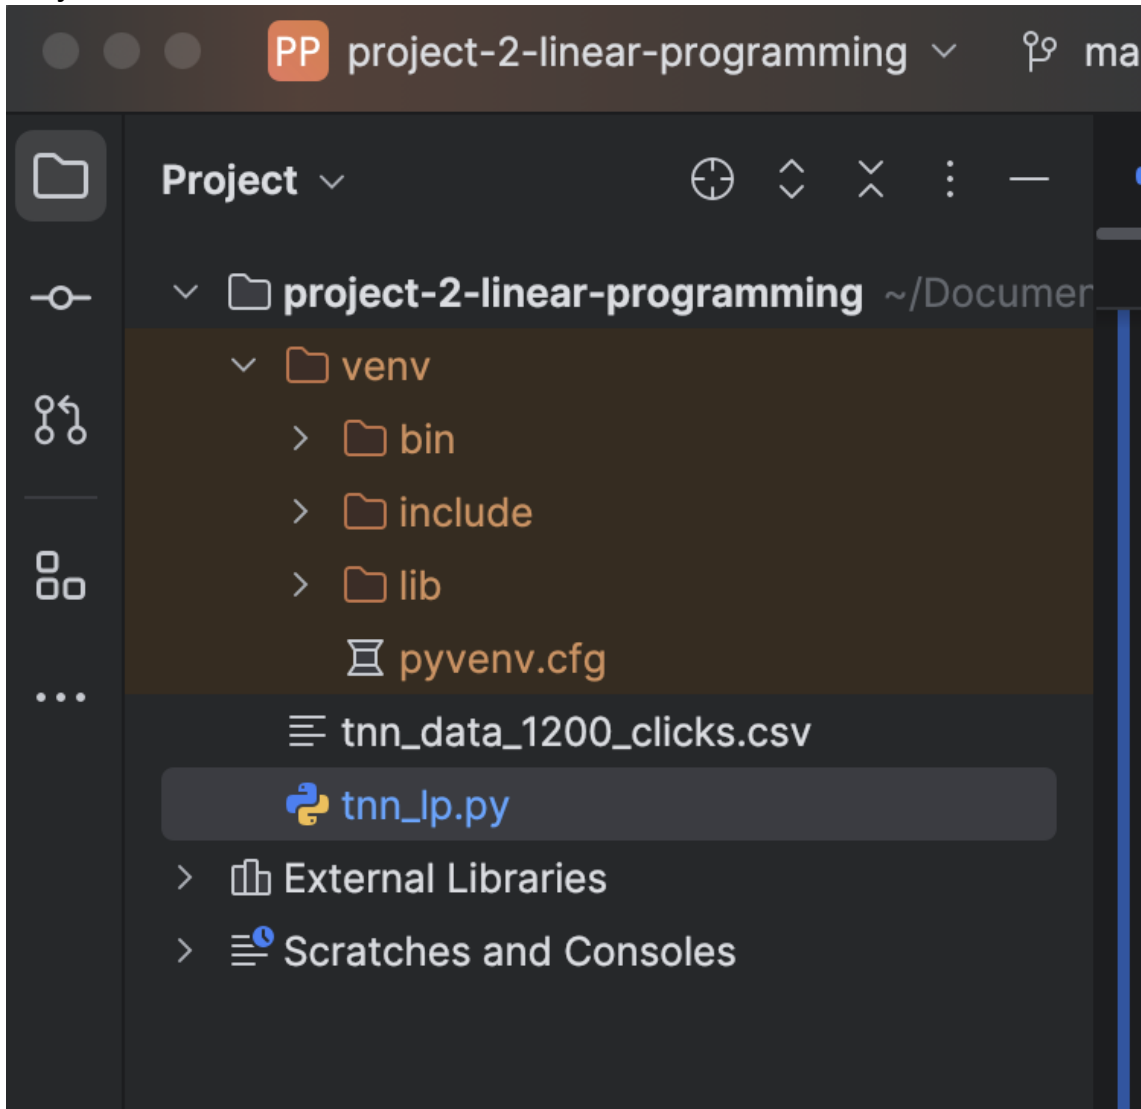 PP project-2-linear-programming ma
Project
project-2-linear-programming ~/Documen
venv
bin
include
lib
pyvenv.cfg
tnn_data_1200_clicks.csv
tnn_lp.py
External Libraries
Scratches and Consoles